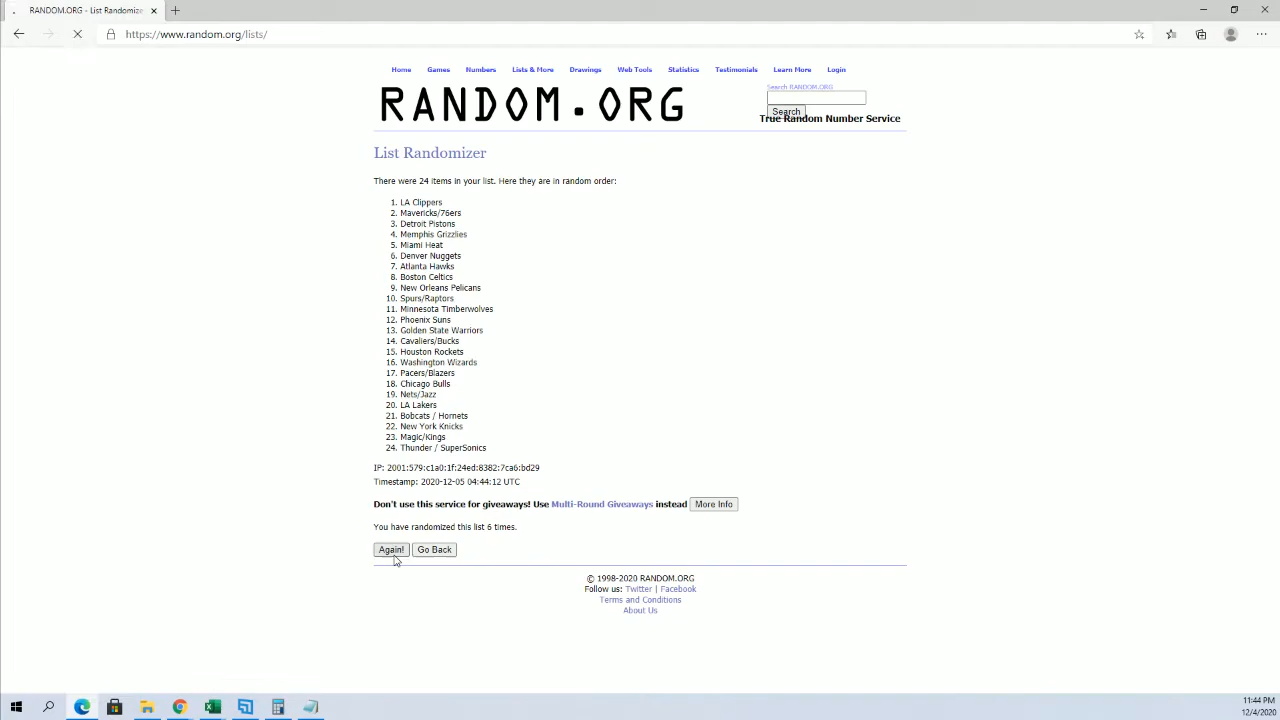 RANDOM.ORG - List Randomize
https://www.random.org/lists/
Home Games Numbers Lists & More Drawings Web Tools Statistics Testimonials Learn More Login
Search RANDOM.ORG
RANDOM.ORG
Search
True Random Number Service
List Randomizer
There were 24 items in your list. Here they are in random order:
1. LA Clippers
2. Mavericks/76ers
3. Detroit Pistons
4. Memphis Grizzlies
5. Miami Heat
6. Denver Nuggets
7. Atlanta Hawks
8. Boston Celtics
9. New Orleans Pelicans
10. Spurs/Raptors
11. Minnesota Timberwolves
12. Phoenix Suns
13. Golden State Warriors
14. Cavaliers/Bucks
15. Houston Rockets
16. Washington Wizards
17. Pacers/Blazers
18. Chicago Bulls
19. Nets/Jazz
20. LA Lakers
21. Bobcats / Hornets
22. New York Knicks
23. Magic/Kings
24. Thunder / SuperSonics
IP: 2001:579:c1a0:1f:24ed:8382:7ca6:bd29
Timestamp: 2020-12-05 04:44:12 UTC
Don't use this service for giveaways! Use Multi-Round Giveaways instead More Info
You have randomized this list 6 times.
Again! Go Back
© 1998-2020 RANDOM.ORG
Follow us: Twitter | Facebook
Terms and Conditions
About Us
11:44 PM
12/4/2020